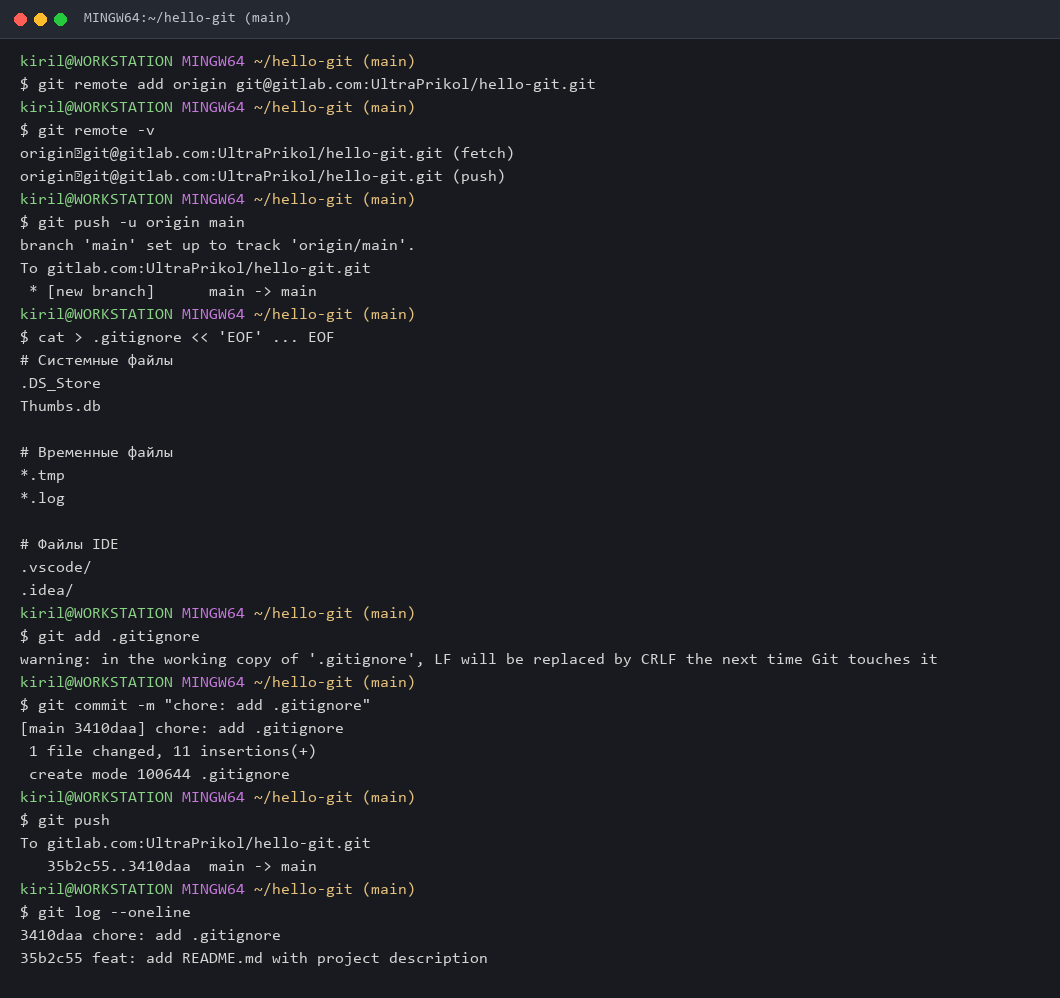 MINGW64:~/hello-git (main)
kiril@WORKSTATION MINGW64 ~/hello-git (main)
$ git remote add origin git@gitlab.com:UltraPrikol/hello-git.git
kiril@WORKSTATION MINGW64 ~/hello-git (main)
$ git remote -v
origin␉git@gitlab.com:UltraPrikol/hello-git.git (fetch)
origin␉git@gitlab.com:UltraPrikol/hello-git.git (push)
kiril@WORKSTATION MINGW64 ~/hello-git (main)
$ git push -u origin main
branch 'main' set up to track 'origin/main'.
To gitlab.com:UltraPrikol/hello-git.git
 * [new branch]      main -> main
kiril@WORKSTATION MINGW64 ~/hello-git (main)
$ cat > .gitignore << 'EOF' ... EOF
# Системные файлы
.DS_Store
Thumbs.db

# Временные файлы
*.tmp
*.log

# Файлы IDE
.vscode/
.idea/
kiril@WORKSTATION MINGW64 ~/hello-git (main)
$ git add .gitignore
warning: in the working copy of '.gitignore', LF will be replaced by CRLF the next time Git touches it
kiril@WORKSTATION MINGW64 ~/hello-git (main)
$ git commit -m "chore: add .gitignore"
[main 3410daa] chore: add .gitignore
 1 file changed, 11 insertions(+)
 create mode 100644 .gitignore
kiril@WORKSTATION MINGW64 ~/hello-git (main)
$ git push
To gitlab.com:UltraPrikol/hello-git.git
   35b2c55..3410daa  main -> main
kiril@WORKSTATION MINGW64 ~/hello-git (main)
$ git log --oneline
3410daa chore: add .gitignore
35b2c55 feat: add README.md with project description